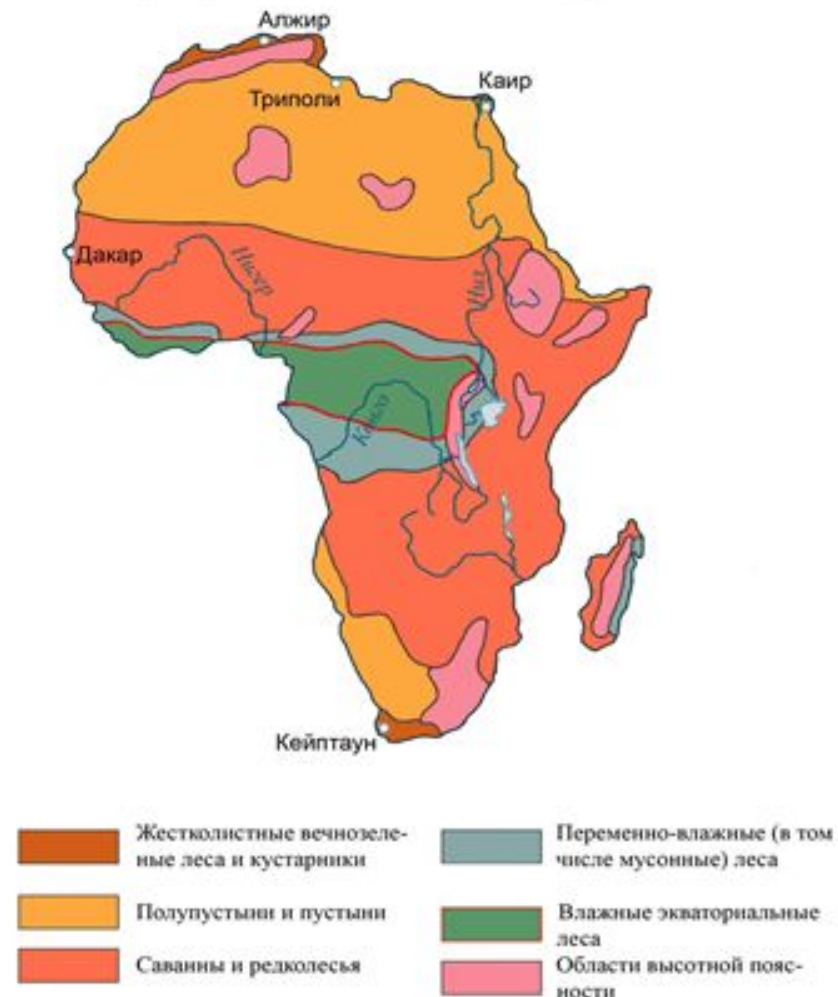 Алжир
Каир
Триполи
Дакар
Нигер
Нил
Конго
Кейптаун
Жестколистные вечнозеле-
ные леса и кустарники
Полупустыни и пустыни
Саванны и редколесья
Переменно-влажные (в том
числе мусонные) леса
Влажные экваториальные
леса
Области высотной пояс-
ности